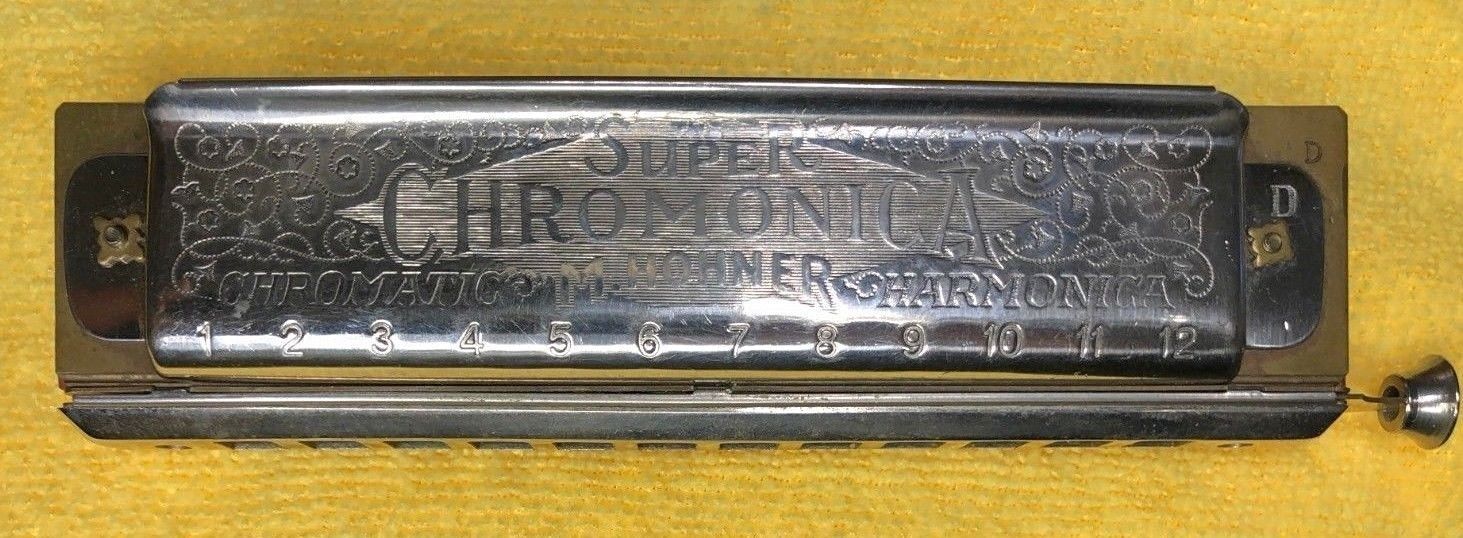 SUPER
CHROMONICA
CHROMATIC M. HOHNER HARMONICA
1 2 3 4 5 6 7 8 9 10 11 12
D
D